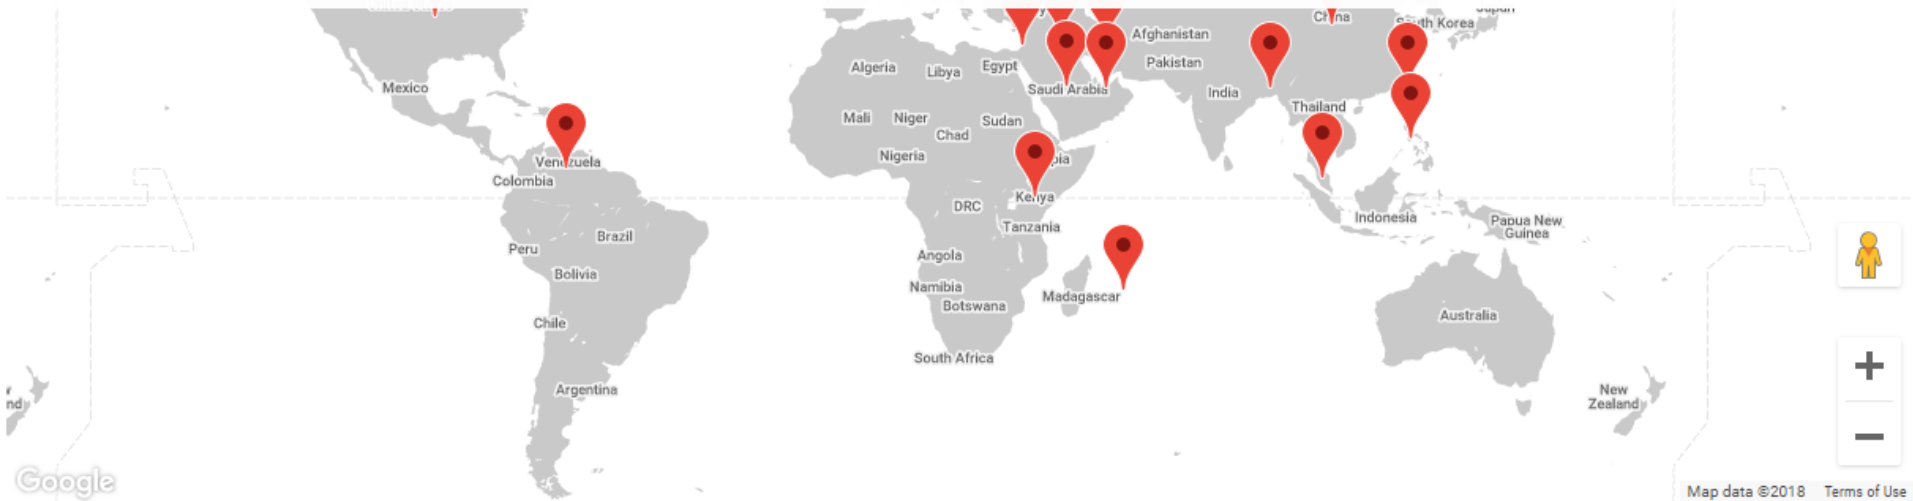 China
South Korea
Japan
Afghanistan
Algeria
Libya
Egypt
Pakistan
Mexico
Saudi Arabia
India
Thailand
Mali
Niger
Chad
Sudan
Nigeria
Venezuela
Colombia
Kenya
DRC
Indonesia
Papua New
Guinea
Tanzania
Brazil
Peru
Angola
Bolivia
Namibia
Madagascar
Botswana
Chile
Australia
South Africa
Argentina
New
Zealand
nd
Google
Map data ©2018
Terms of Use